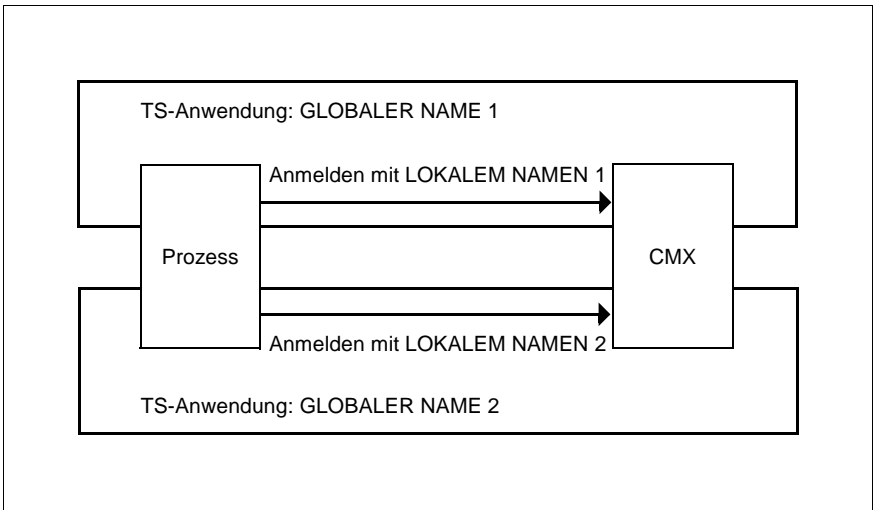 TS-Anwendung: GLOBALER NAME 1
Anmelden mit LOKALEM NAMEN 1
Prozess
CMX
Anmelden mit LOKALEM NAMEN 2
TS-Anwendung: GLOBALER NAME 2